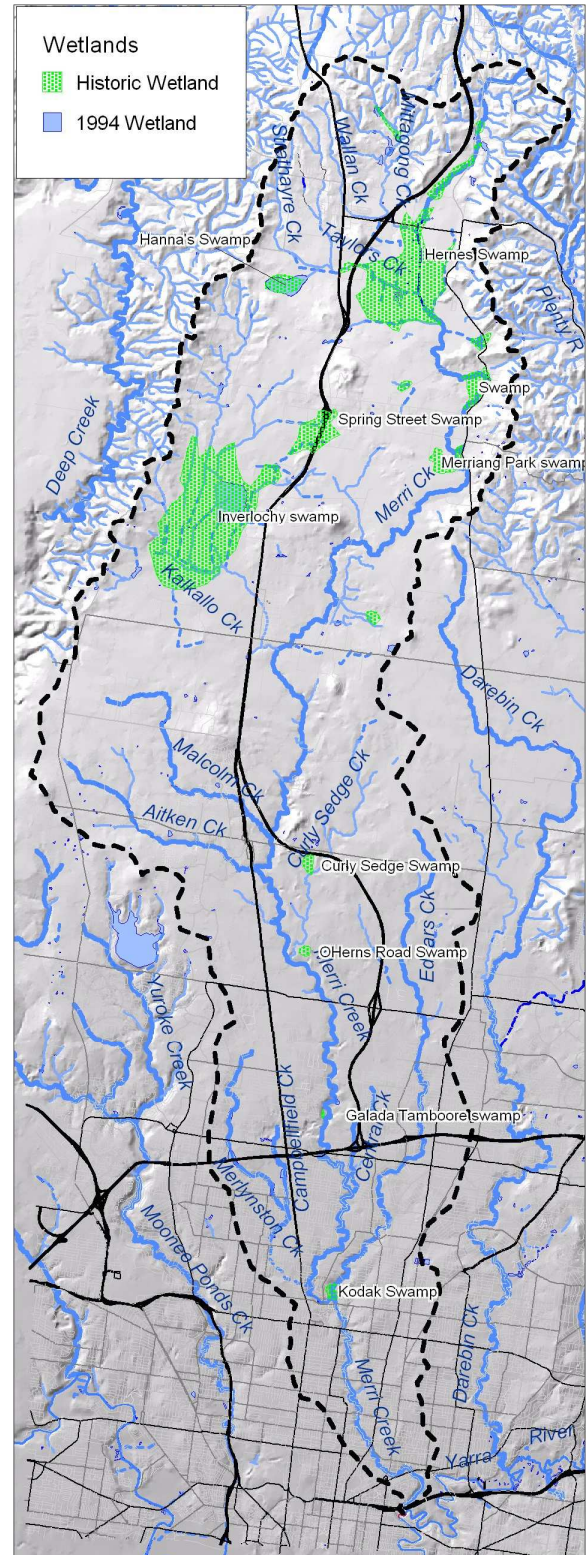 Wetlands
Historic Wetland
1994 Wetland
Strathayre Ck
Wallan Ck
Mittagong Ck
Taylors Ck
Hanna's Swamp
Hernes Swamp
Plenty R
Deep Creek
Swamp
Spring Street Swamp
Merriang Park swamp
Merri Ck
Inverlochy swamp
Kalkallo Ck
Darebin Ck
Malcolm Ck
Curly Sedge Ck
Aitken Ck
Curly Sedge Swamp
Edgars Ck
OHerns Road Swamp
Merri Creek
Yuroke Creek
Campbellfield Ck
Galada Tamboore swamp
Central Ck
Merlynston Ck
Moonee Ponds Ck
Kodak Swamp
Darebin Ck
Merri Creek
Yarra River